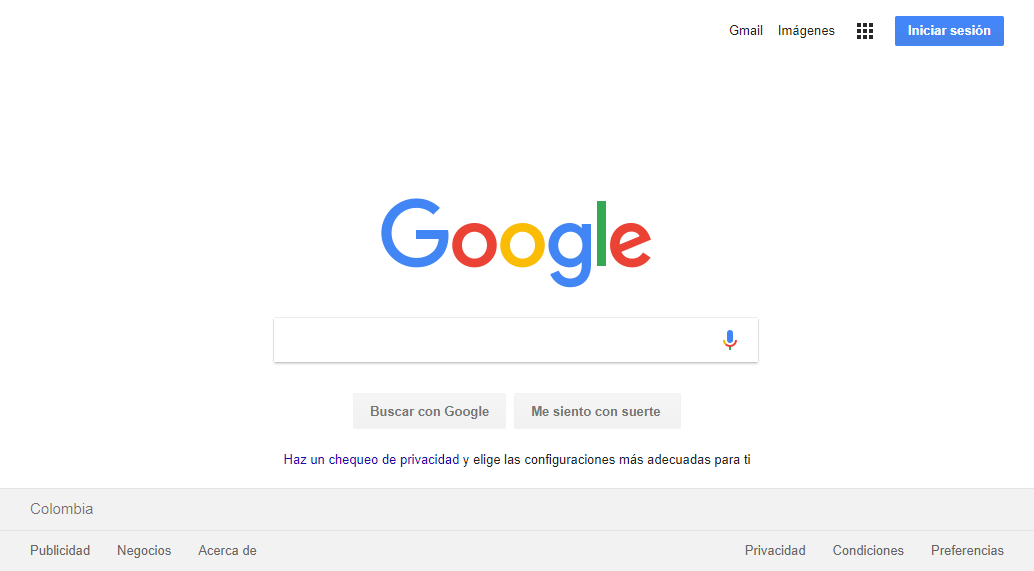 Gmail Imágenes Iniciar sesión
Google
Buscar con Google Me siento con suerte
Haz un chequeo de privacidad y elige las configuraciones más adecuadas para ti
Colombia
Publicidad Negocios Acerca de Privacidad Condiciones Preferencias